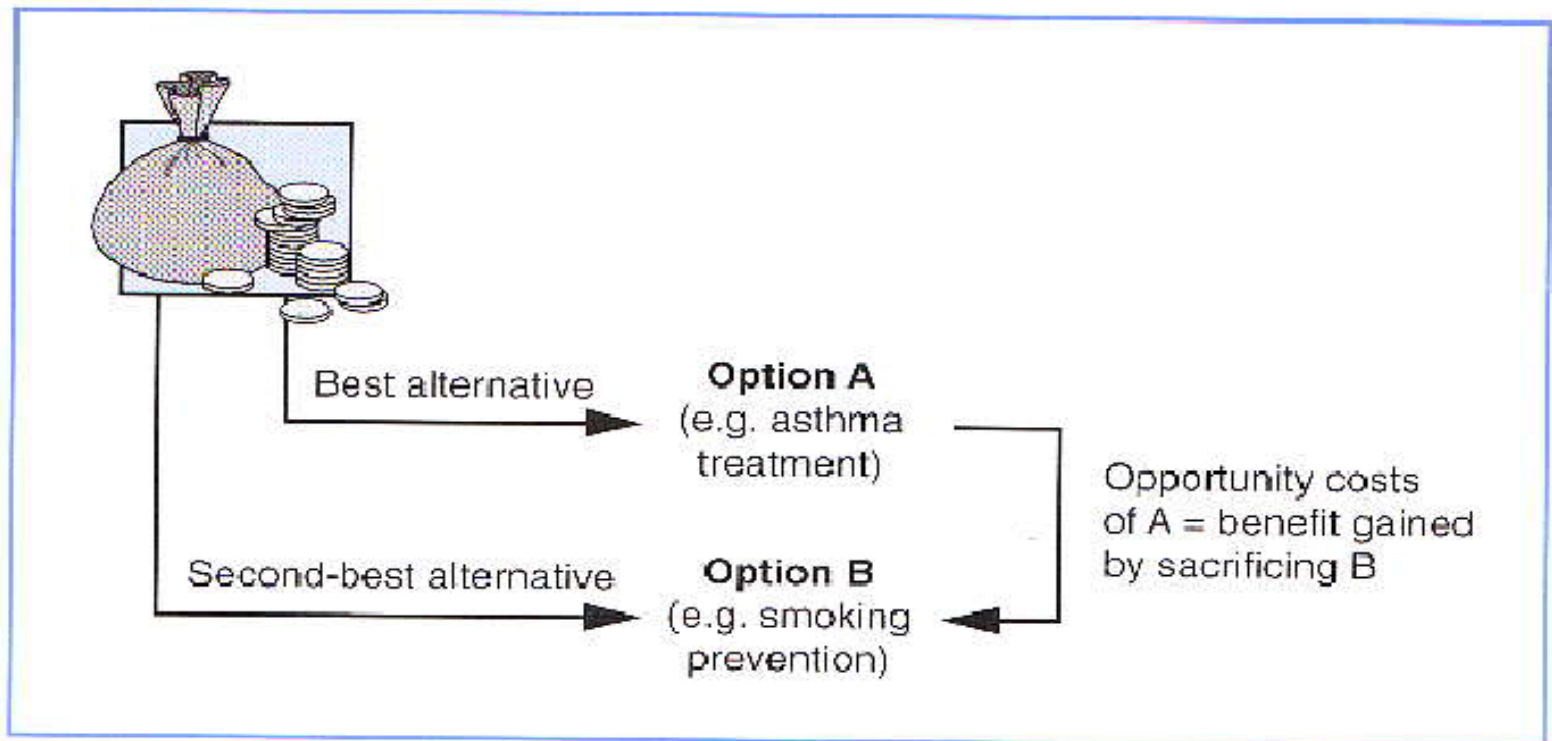 Best alternative
Option A
(e.g. asthma
treatment)
Opportunity costs
of A = benefit gained
by sacrificing B
Second-best alternative
Option B
(e.g. smoking
prevention)